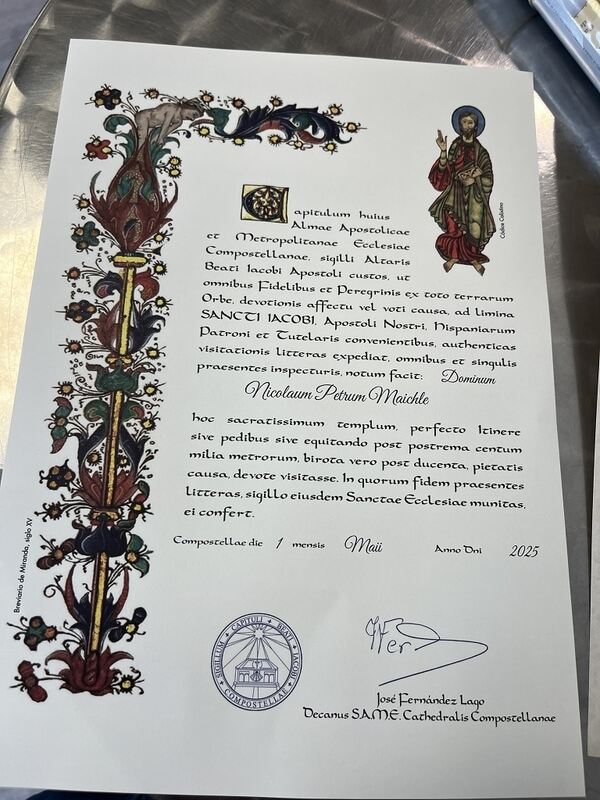 Capitulum huius
Almae Apostolicae
et Metropolitanae Ecclesiae
Compostellanae, sigilli Altaris
Beati Iacobi Apostoli custos, ut
omnibus Fidelibus et Peregrinis ex toto terrarum
Orbe, devotionis affectu vel voti causa, ad limina
SANCTI IACOBI, Apostoli Nostri, Hispaniarum
Patroni et Tutelaris convenientibus, authenticas
visitationis litteras expediat, omnibus et singulis
praesentes inspecturis, notum facit: Dominum
Nicolaum Petrum Maichle
hoc sacratissimum templum, perfecto Itinere
sive pedibus sive equitando post postrema centum
milia metrorum, birota vero post ducenta, pietatis
causa, devote visitasse. In quorum fidem praesentes
litteras, sigillo eiusdem Sanctae Ecclesiae munitas,
ei confert.
Compostellae die 1 mensis Maii Anno Dni 2025
SIGILLUM CAPITULI BEATI IACOBI COMPOSTELLAE
José Fernández Lago
Decanus S.A.M.E. Cathedralis Compostellanae
Códice Calixtino
Breviario de Miranda, siglo XV